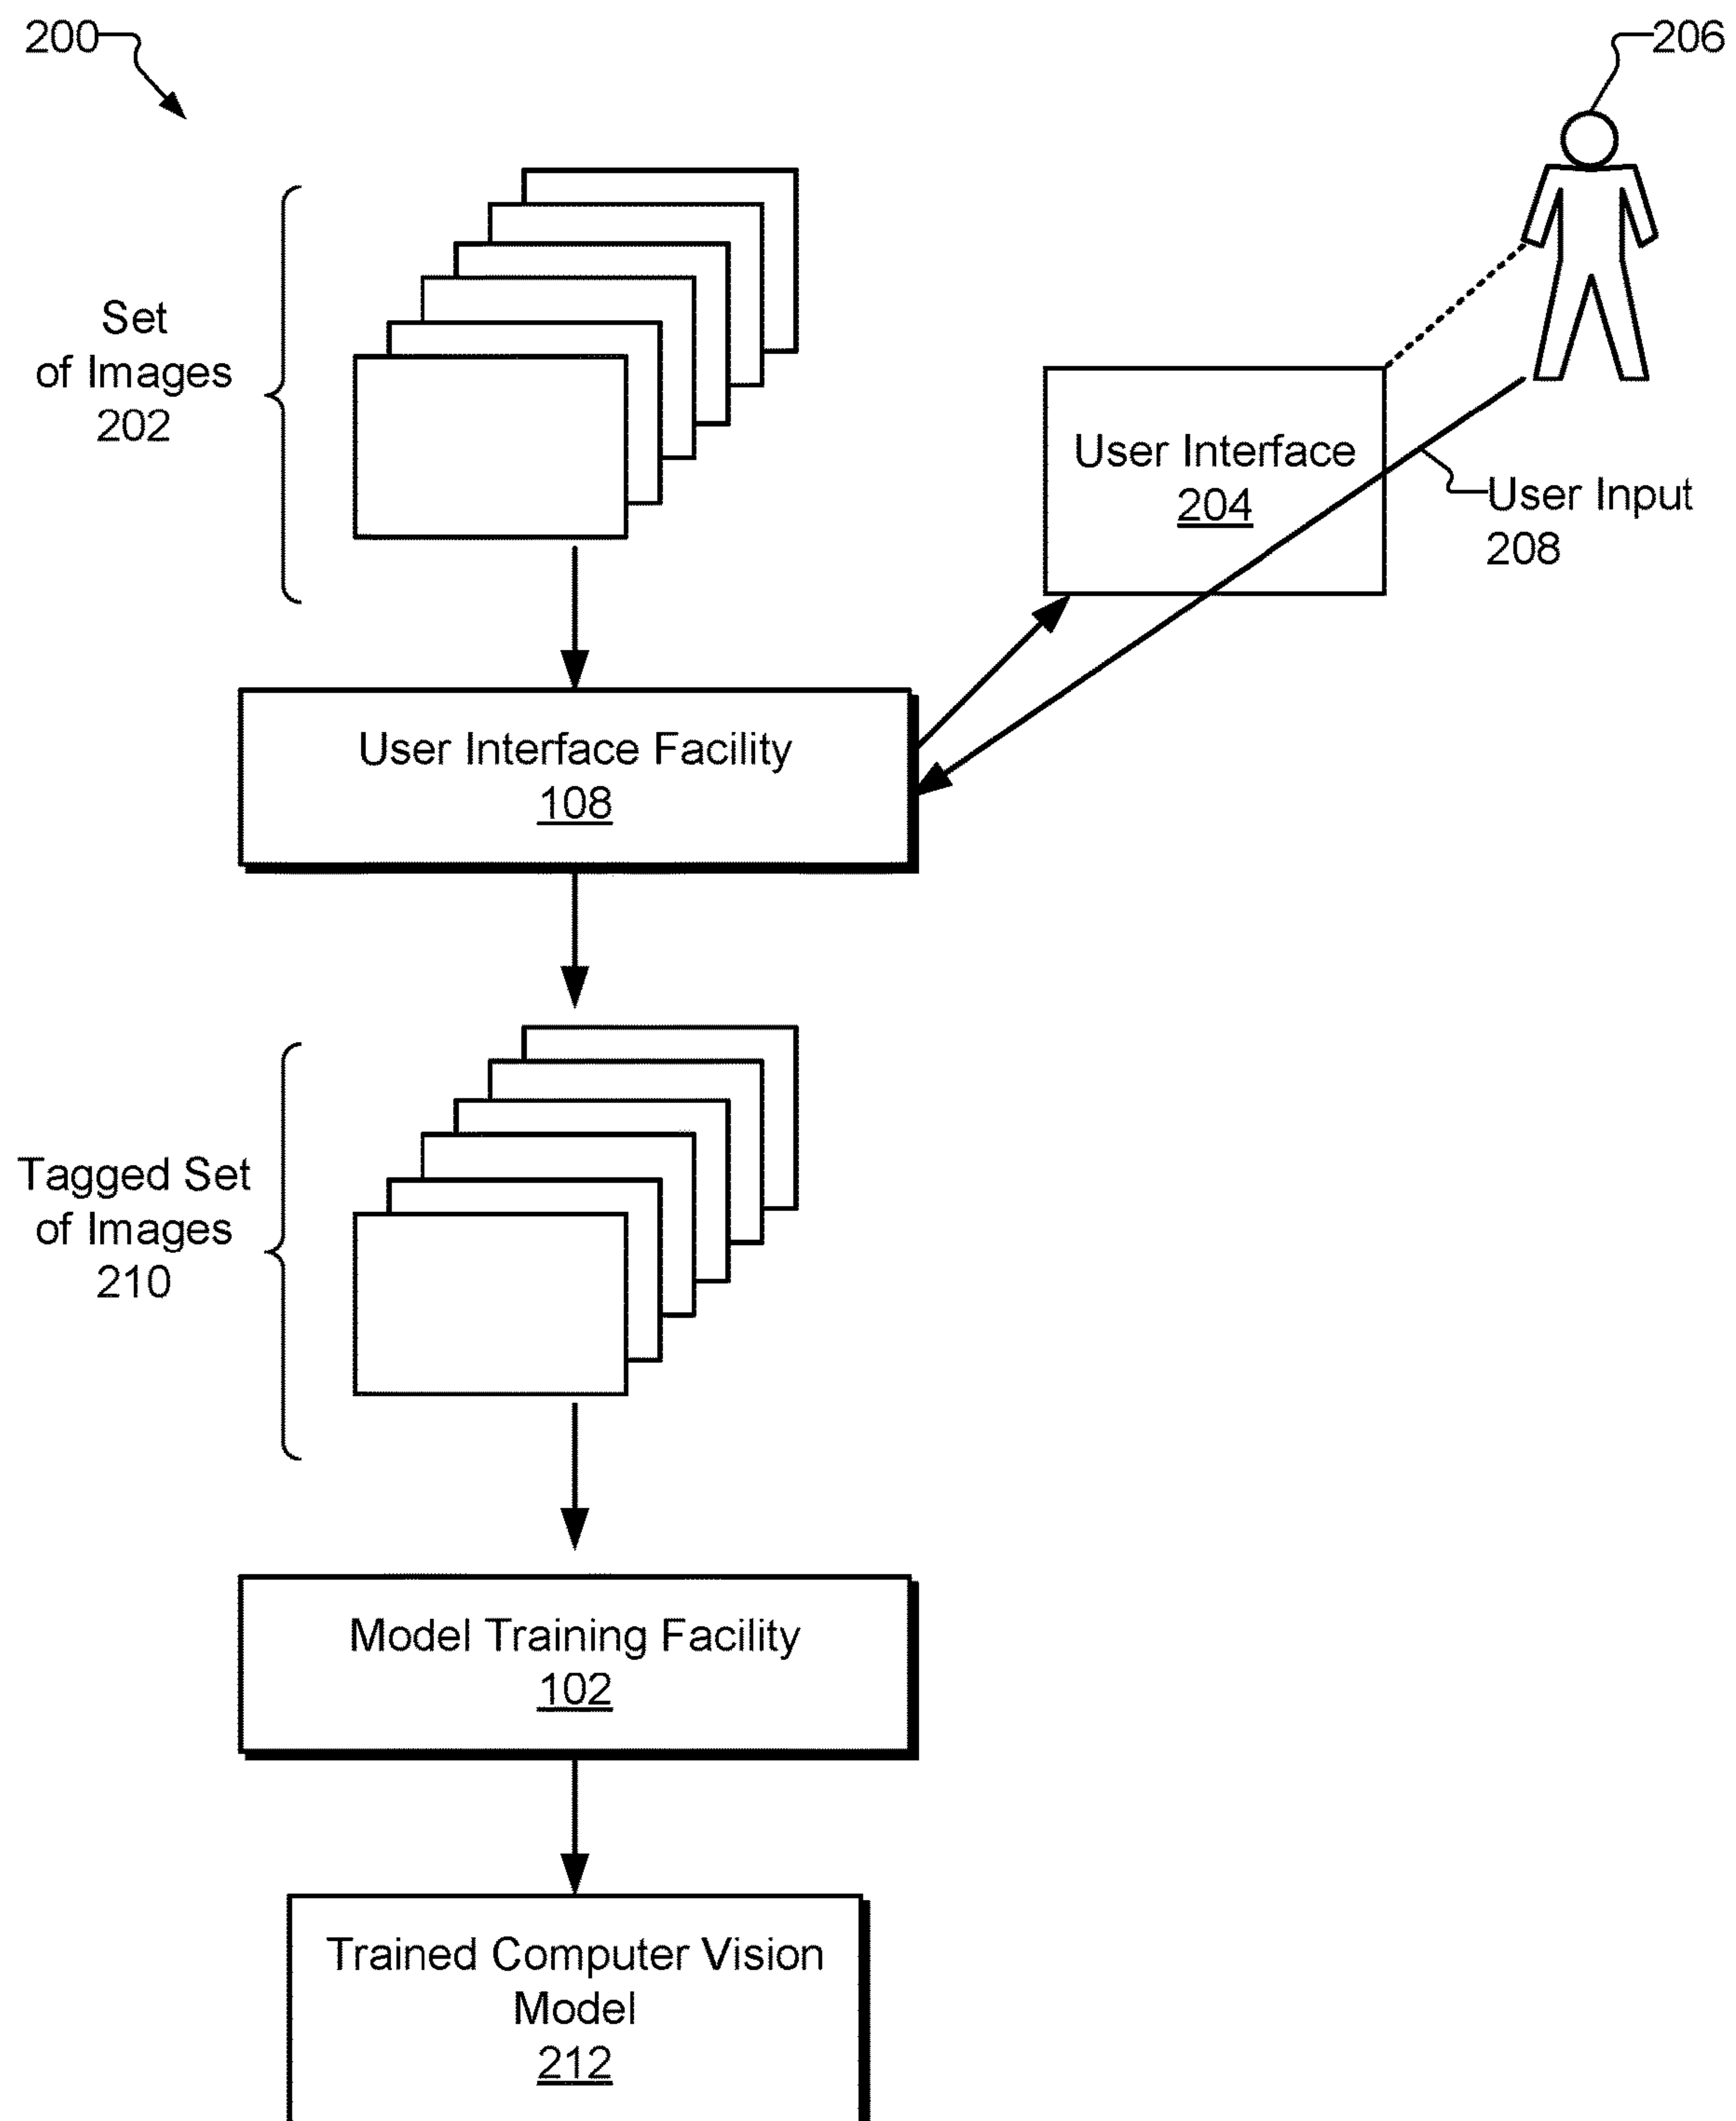 200
206
Set
of Images
202
User Interface
204
User Input
208
User Interface Facility
108
Tagged Set
of Images
210
Model Training Facility
102
Trained Computer Vision
Model
212